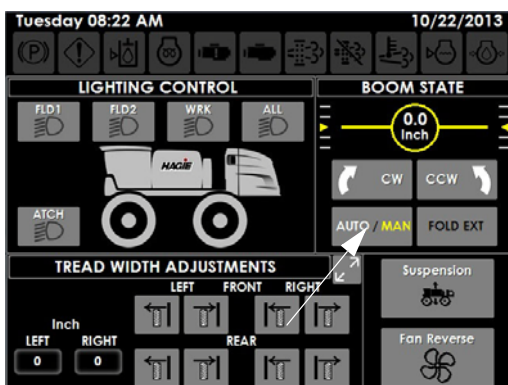 Tuesday 08:22 AM 10/22/2013
(P)
LIGHTING CONTROL
FLD1 FLD2 WRK ALL
HAGIE
ATCH
BOOM STATE
0.0
Inch
CW CCW
AUTO / MAN FOLD EXT
TREAD WIDTH ADJUSTMENTS
LEFT FRONT RIGHT
Inch
LEFT RIGHT
0 0
REAR
Suspension
Fan Reverse